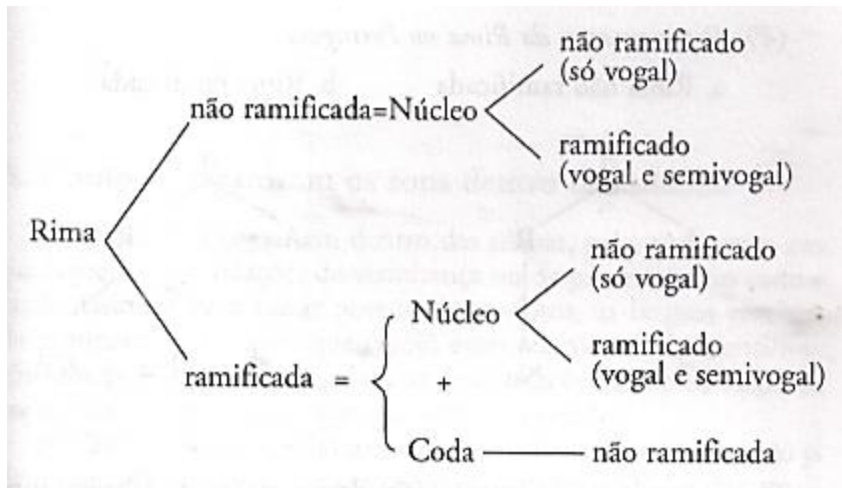 não ramificado
(só vogal)
não ramificada=Núcleo
ramificado
(vogal e semivogal)
Rima
não ramificado
(só vogal)
Núcleo
ramificado
(vogal e semivogal)
ramificada = +
Coda
não ramificada